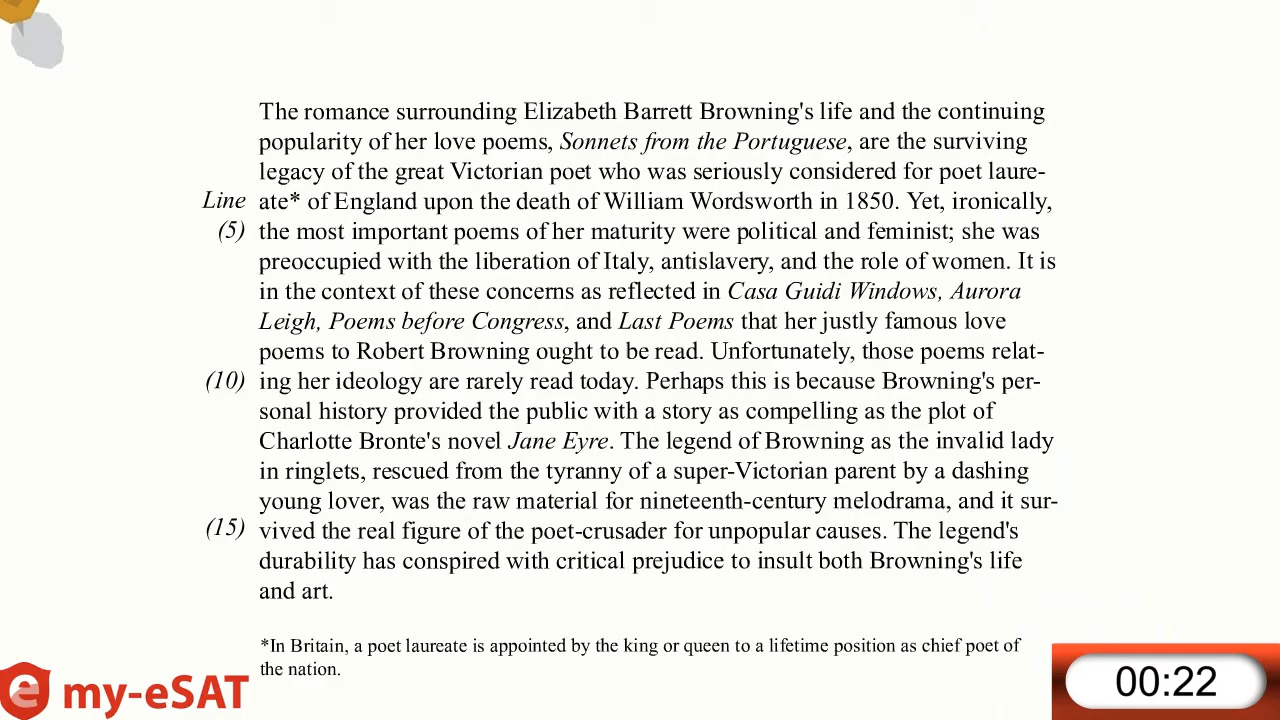 The romance surrounding Elizabeth Barrett Browning's life and the continuing
popularity of her love poems, Sonnets from the Portuguese, are the surviving
legacy of the great Victorian poet who was seriously considered for poet laure-
Line ate* of England upon the death of William Wordsworth in 1850. Yet, ironically,
(5) the most important poems of her maturity were political and feminist; she was
preoccupied with the liberation of Italy, antislavery, and the role of women. It is
in the context of these concerns as reflected in Casa Guidi Windows, Aurora
Leigh, Poems before Congress, and Last Poems that her justly famous love
poems to Robert Browning ought to be read. Unfortunately, those poems relat-
(10) ing her ideology are rarely read today. Perhaps this is because Browning's per-
sonal history provided the public with a story as compelling as the plot of
Charlotte Bronte's novel Jane Eyre. The legend of Browning as the invalid lady
in ringlets, rescued from the tyranny of a super-Victorian parent by a dashing
young lover, was the raw material for nineteenth-century melodrama, and it sur-
(15) vived the real figure of the poet-crusader for unpopular causes. The legend's
durability has conspired with critical prejudice to insult both Browning's life
and art.
*In Britain, a poet laureate is appointed by the king or queen to a lifetime position as chief poet of
the nation.
e my-eSAT
00:22